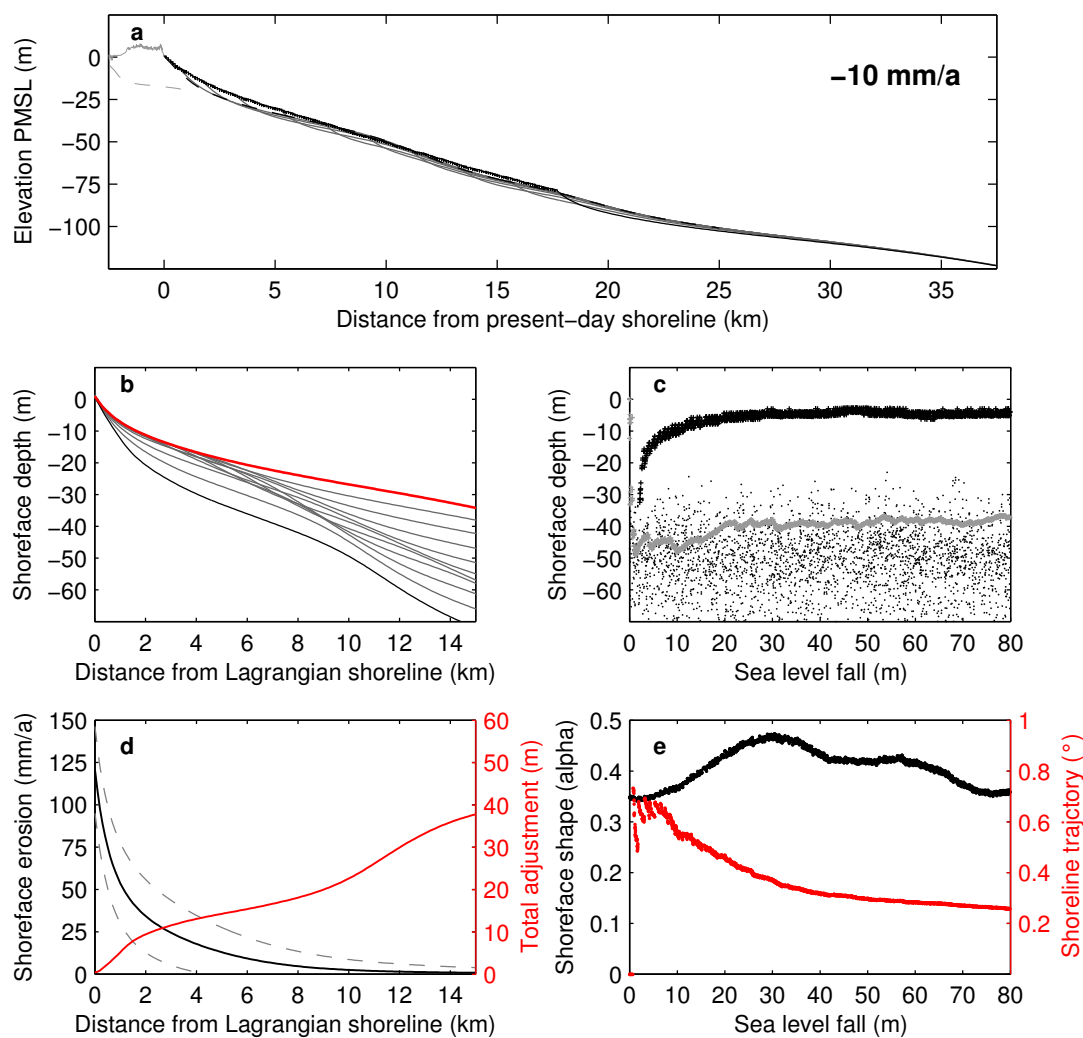 a
−10 mm/a
Elevation PMSL (m)
0
−25
−50
−75
−100
0 5 10 15 20 25 30 35
Distance from present−day shoreline (km)
b
Shoreface depth (m)
0
−10
−20
−30
−40
−50
−60
0 2 4 6 8 10 12 14
Distance from Lagrangian shoreline (km)
c
Shoreface depth (m)
0
−10
−20
−30
−40
−50
−60
0 10 20 30 40 50 60 70 80
Sea level fall (m)
d
Shoreface erosion (mm/a)
150
125
100
75
50
25
0
Total adjustment (m)
60
50
40
30
20
10
0
0 2 4 6 8 10 12 14
Distance from Lagrangian shoreline (km)
e
Shoreface shape (alpha)
0.5
0.4
0.3
0.2
0.1
0
Shoreline trajctory (°)
1
0.8
0.6
0.4
0.2
0 10 20 30 40 50 60 70 80
Sea level fall (m)